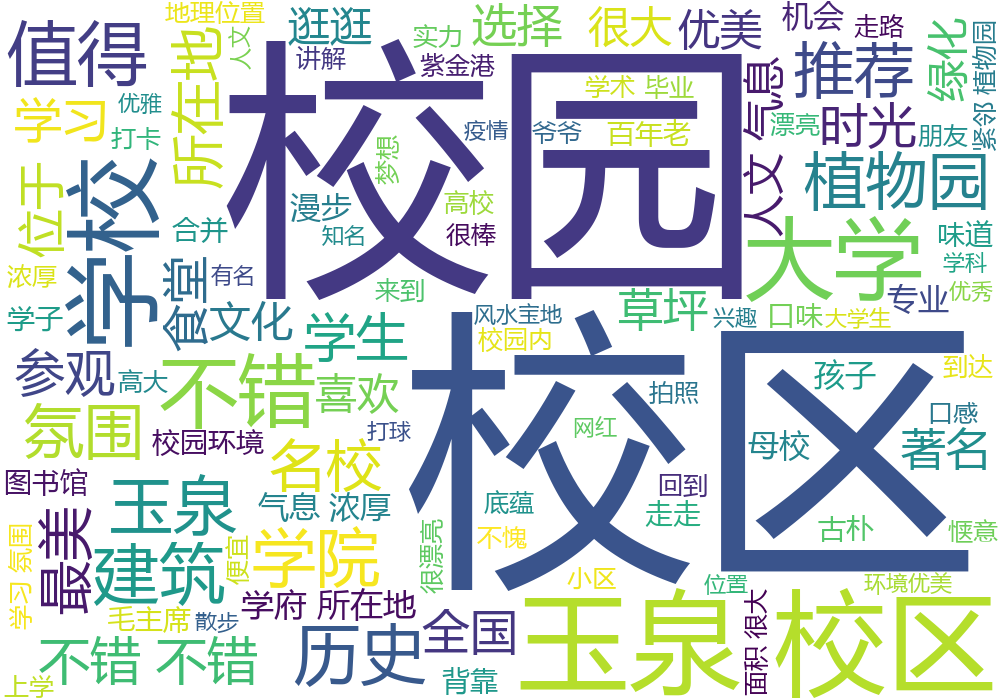 地理位置
逛逛
实力
选择
很大
优美
机会
走路
绿化
紧邻 植物园
值得
所在地
人文
讲解
紫金港
校园
气息
推荐
学习
优雅
打卡
疫情
爷爷
学术
毕业
百年老
漂亮
时光
朋友
梦想
位于
学校
合并
漫步
知名
高校
很棒
人文
植物园
大学
味道
学科
优秀
浓厚
学子
食堂
有名
文化
来到
风水宝地
校园内
草坪
兴趣
口味
大学生
专业
参观
高大
不错
学生
喜欢
校区
拍照
孩子
到达
口感
氛围
校园环境
名校
打球
网红
母校
著名
图书馆
玉泉
气息 浓厚
底蕴
回到
走走
古朴
惬意
最美
建筑
便宜
学院
很漂亮
不愧
小区
位置
环境优美
学习 氛围
毛主席
散步
学府
所在地
历史
全国
玉泉 校区
面积 很大
不错 不错
背靠
上学